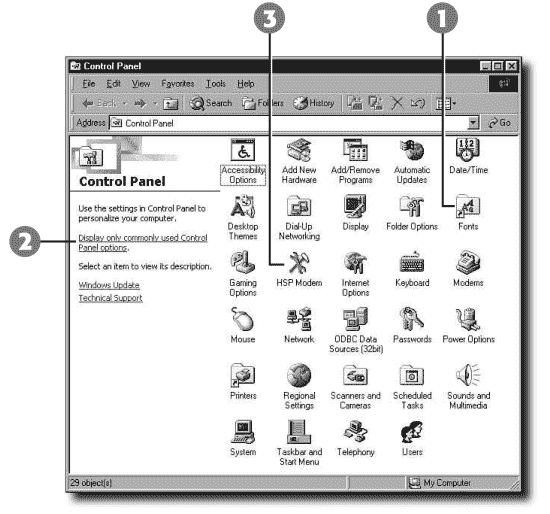 3
1
Control Panel
File Edit View Favorites Tools Help
Back Search Folders History
Address Control Panel Go
Control Panel
Use the settings in Control Panel to
personalize your computer.
2
Display only commonly used Control
Panel options.
Select an item to view its description.
Windows Update
Technical Support
Accessibility Options
Add New Hardware
Add/Remove Programs
Automatic Updates
Date/Time
Desktop Themes
Dial-Up Networking
Display
Folder Options
Fonts
Gaming Options
HSP Modem
Internet Options
Keyboard
Modems
Mouse
Network
ODBC Data Sources (32bit)
Passwords
Power Options
Printers
Regional Settings
Scanners and Cameras
Scheduled Tasks
Sounds and Multimedia
System
Taskbar and Start Menu
Telephony
Users
29 object(s)
My Computer